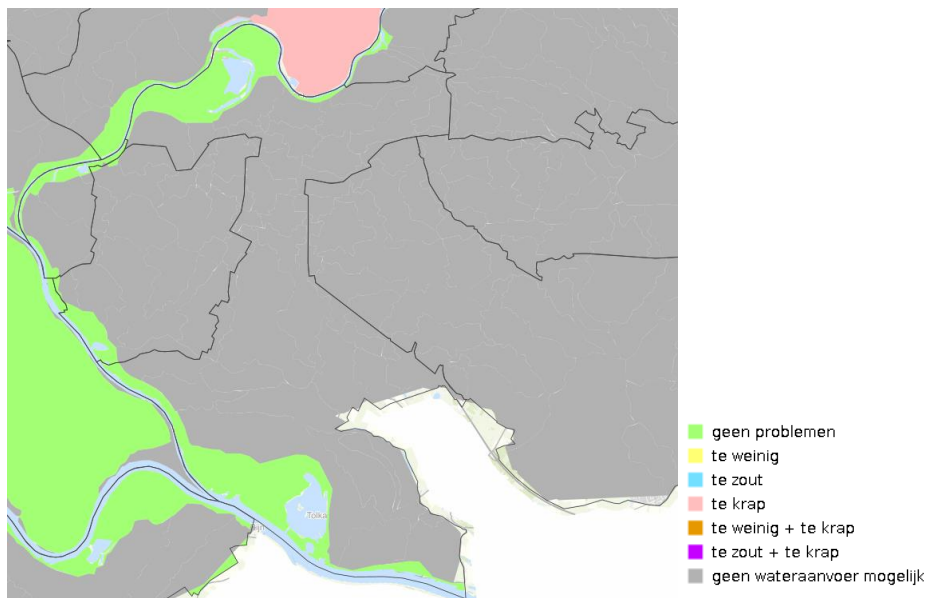 geen problemen
te weinig
te zout
te krap
te weinig + te krap
te zout + te krap
geen wateraanvoer mogelijk
Tolka